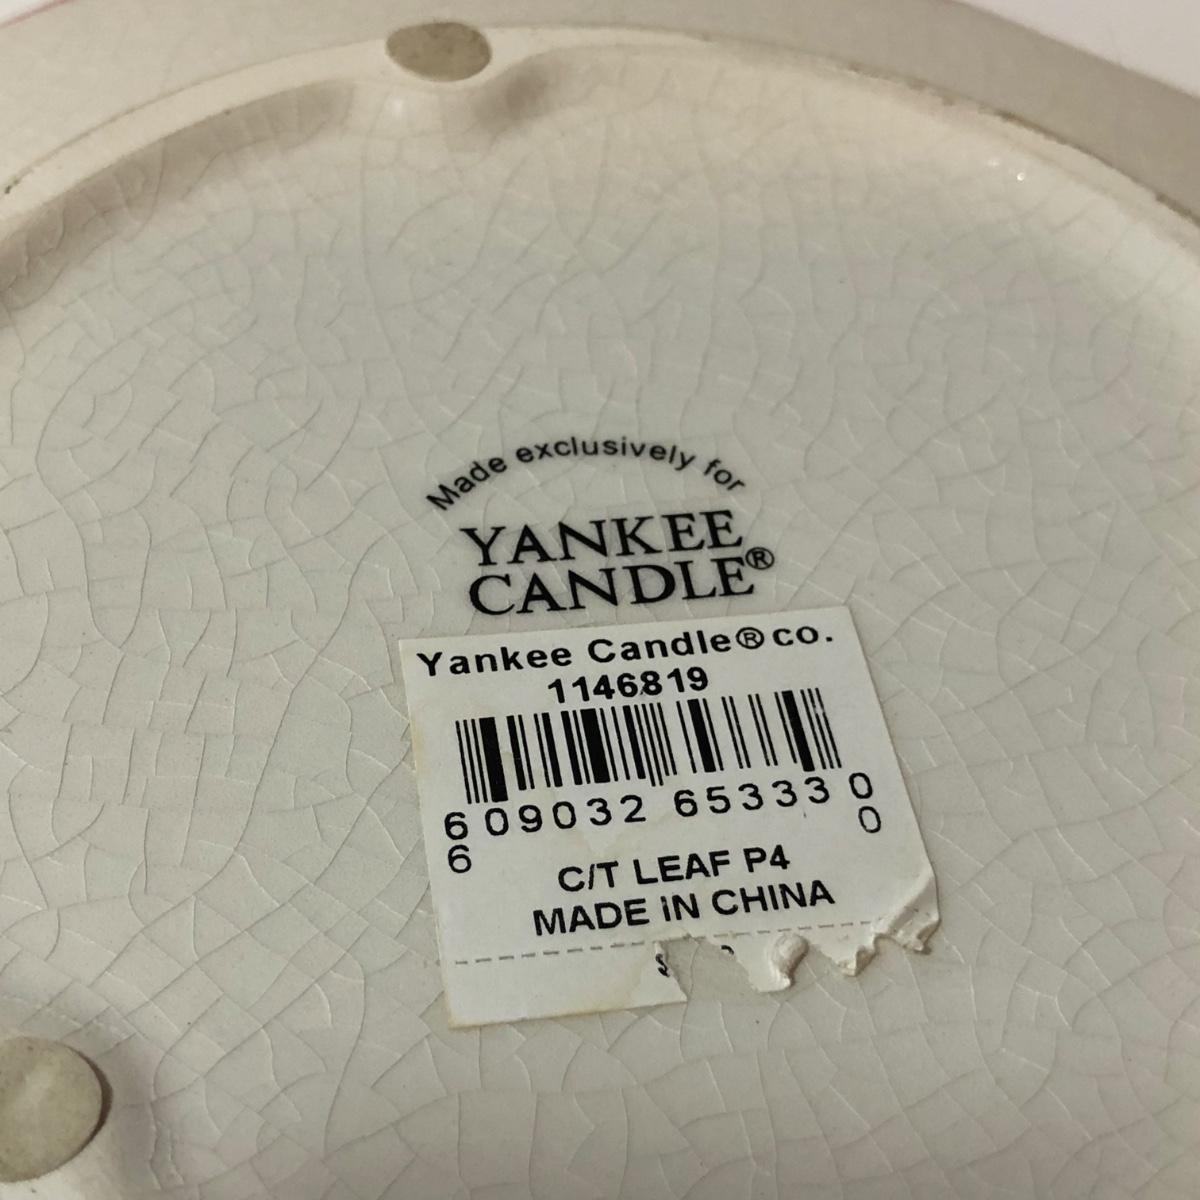 Made exclusively for
YANKEE
CANDLE®
Yankee Candle®co.
1146819
6 09032 65333 0
6 0
C/T LEAF P4
MADE IN CHINA